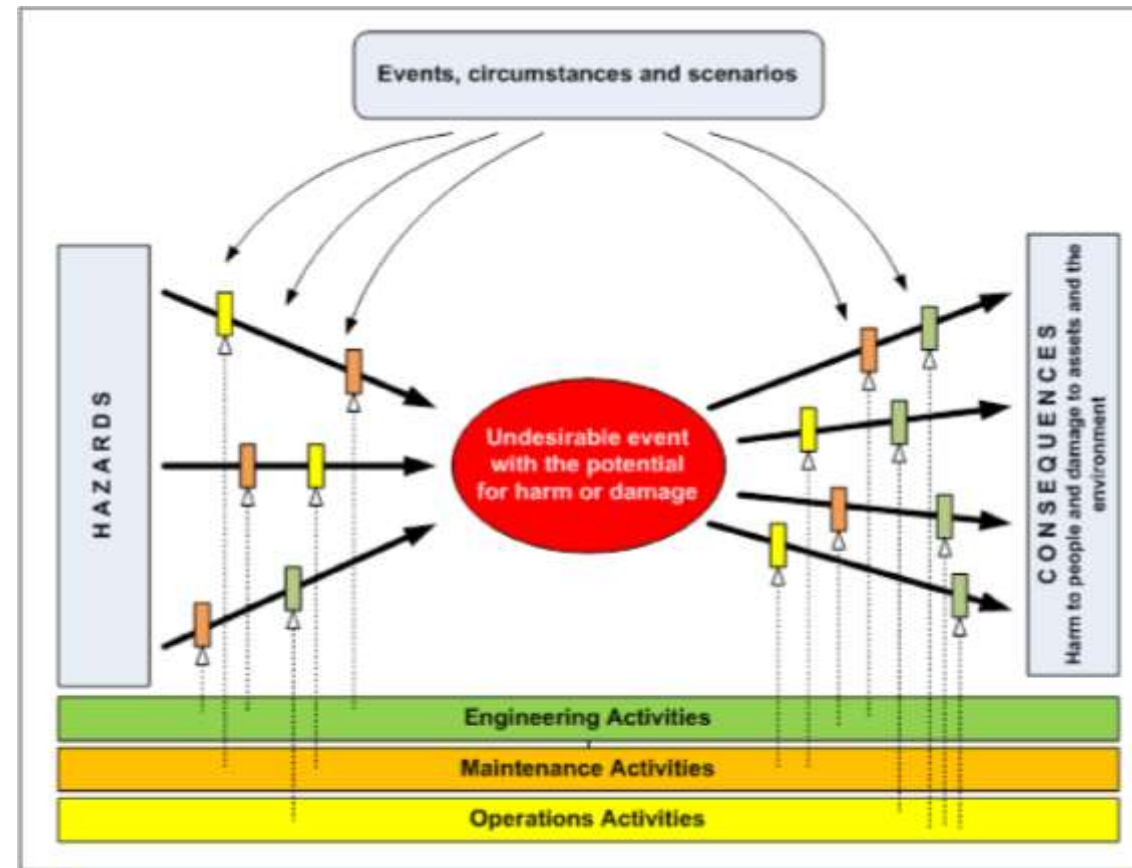 Events, circumstances and scenarios
HAZARDS
Undesirable event
with the potential
for harm or damage
CONSEQUENCES
Harm to people and damage to assets and the
environment
Engineering Activities
Maintenance Activities
Operations Activities